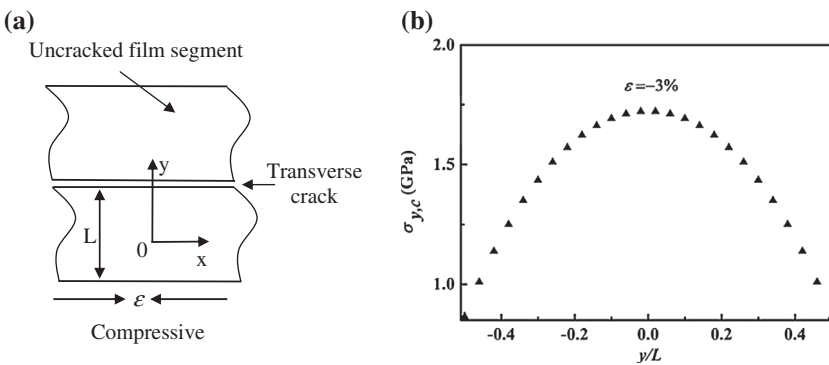 (a)
Uncracked film segment
y
Transverse
crack
L
0
x
ε
Compressive
(b)
2.0
1.5
1.0
σy,c (GPa)
ε=−3%
-0.4 -0.2 0.0 0.2 0.4
y/L